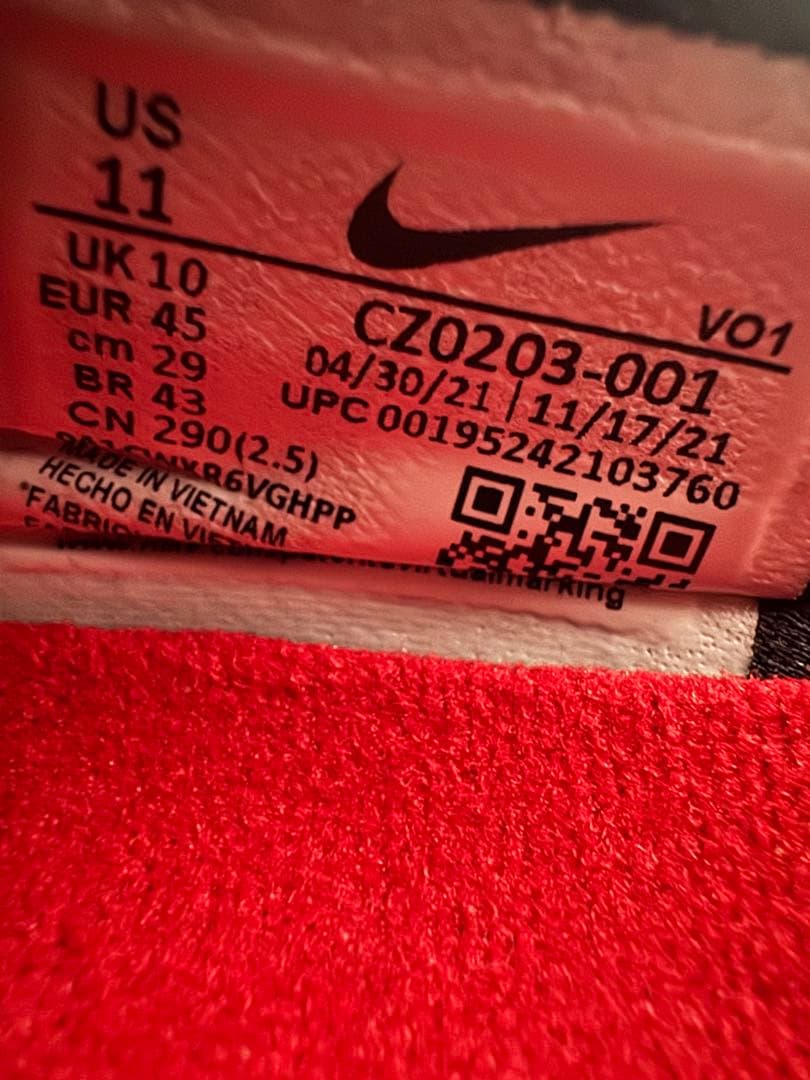 US
11
VO1
UK 10
EUR 45
cm 29
BR 43
CN 290(2.5)
CZ0203-001
04/30/21 | 11/17/21
UPC 00195242103760
MADE IN VIETNAM
HECHO EN VIETNAM